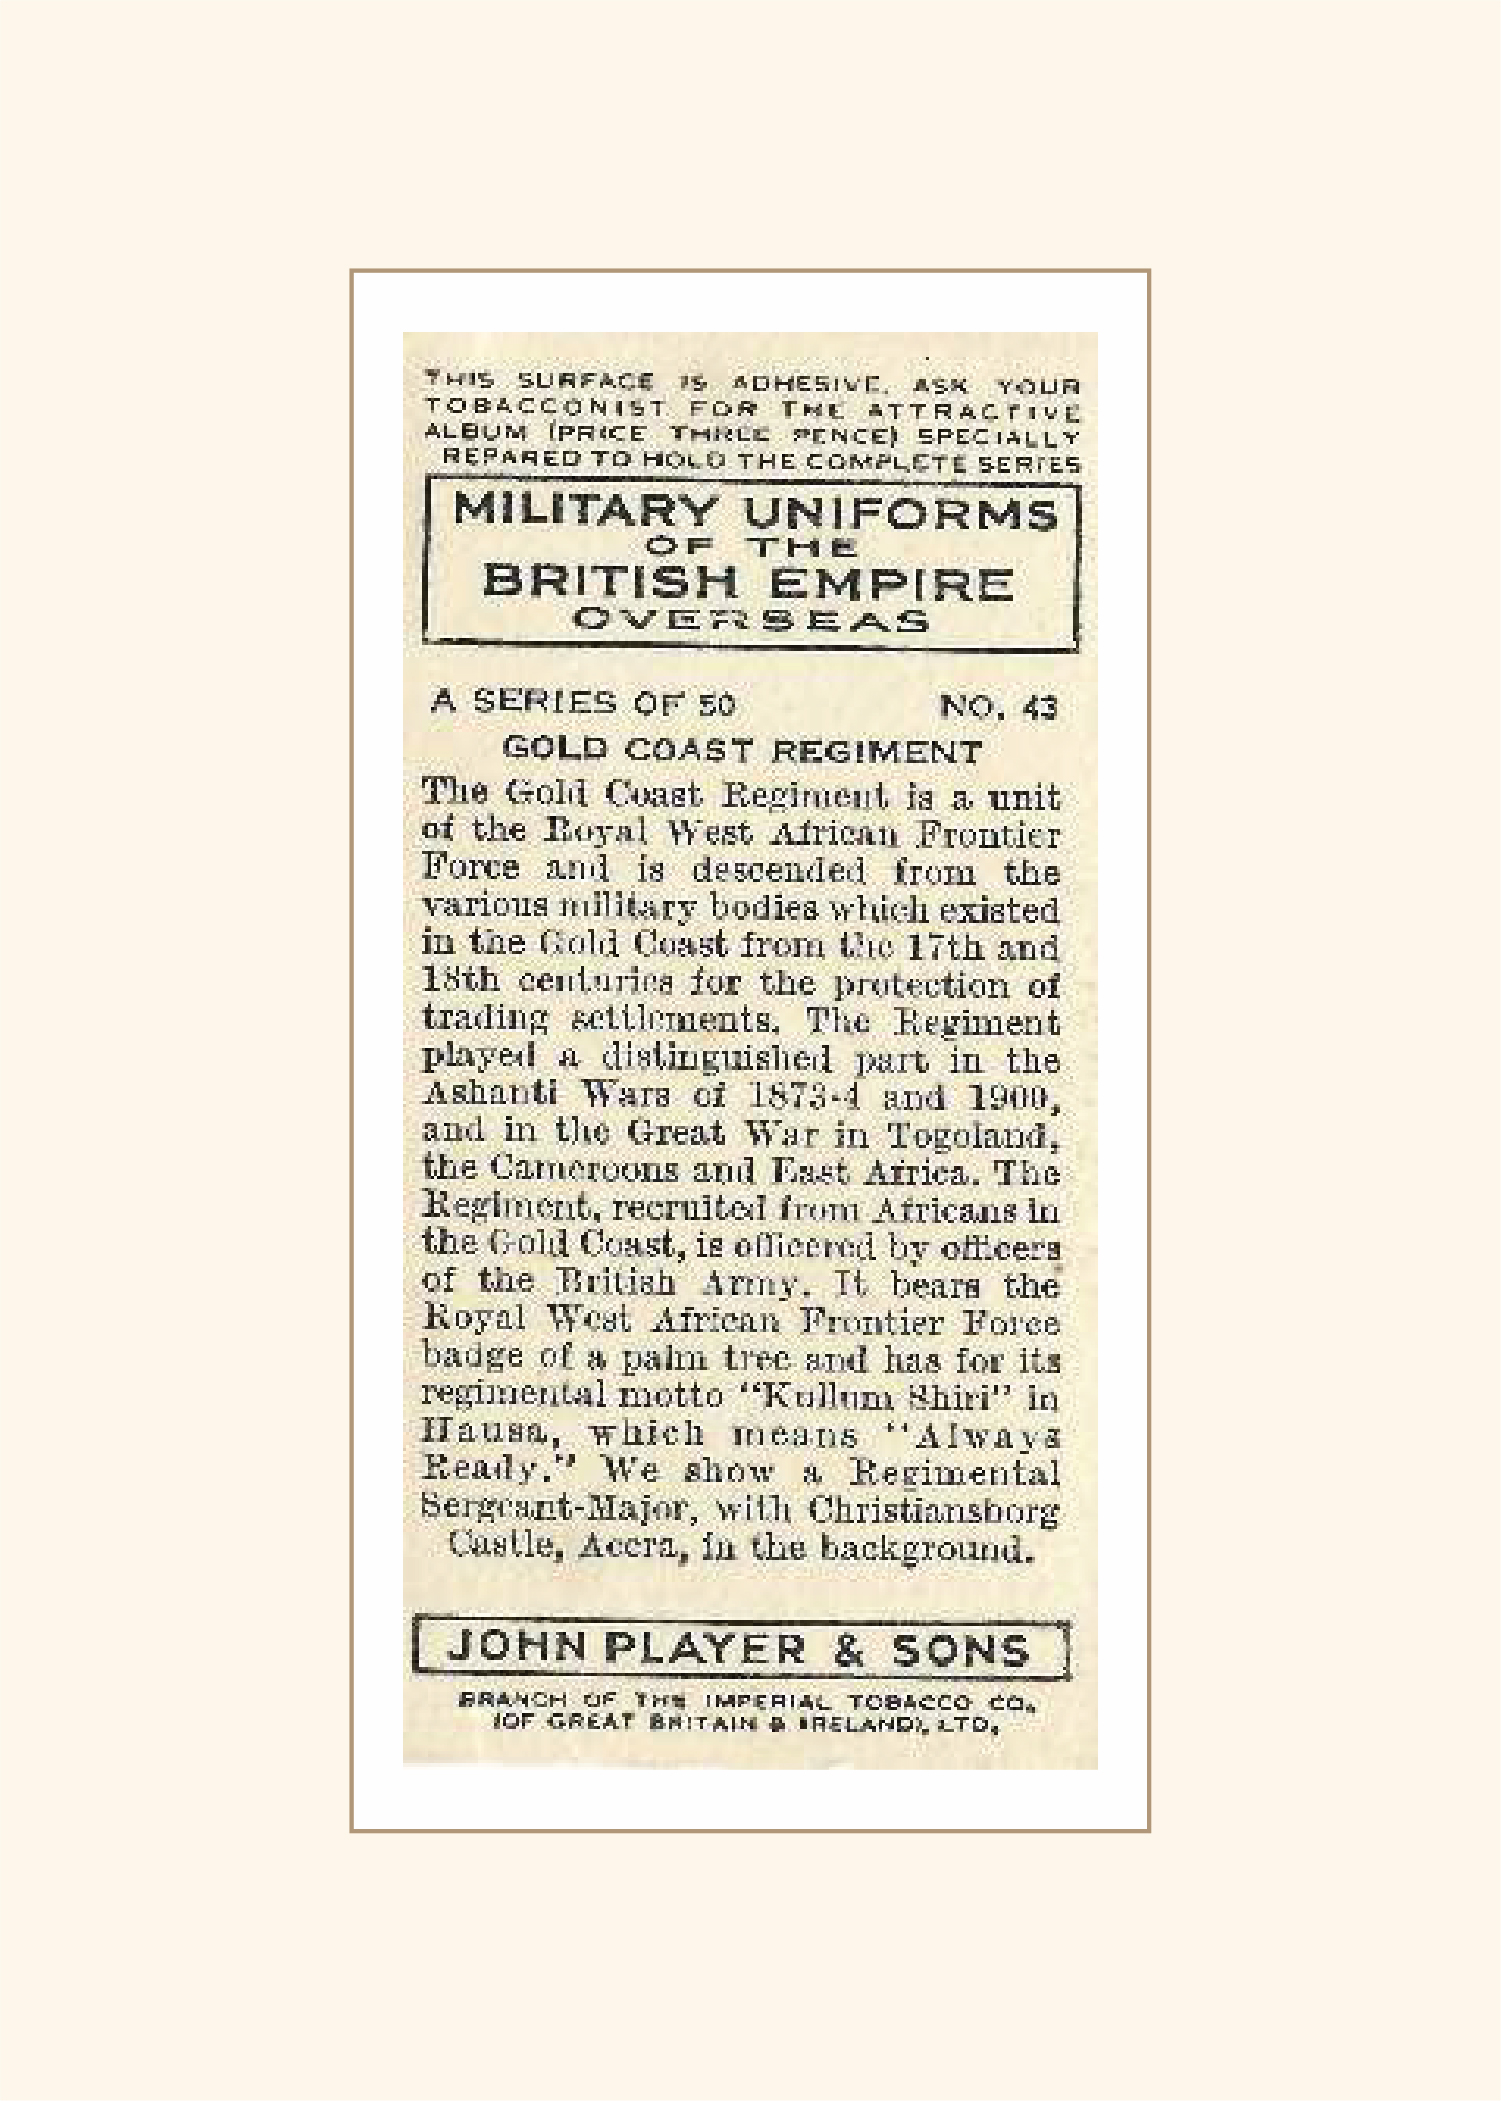 THIS SURFACE IS ADHESIVE. ASK YOUR
TOBACCONIST FOR THE ATTRACTIVE
ALBUM (PRICE THREE PENCE) SPECIALLY
REPARED TO HOLD THE COMPLETE SERIES
MILITARY UNIFORMS
OF THE
BRITISH EMPIRE
OVERSEAS
A SERIES OF 50 NO. 43
GOLD COAST REGIMENT
The Gold Coast Regiment is a unit
of the Royal West African Frontier
Force and is descended from the
various military bodies which existed
in the Gold Coast from the 17th and
18th centuries for the protection of
trading settlements. The Regiment
played a distinguished part in the
Ashanti Wars of 1873-4 and 1900,
and in the Great War in Togoland,
the Cameroons and East Africa. The
Regiment, recruited from Africans in
the Gold Coast, is officered by officers
of the British Army. It bears the
Royal West African Frontier Force
badge of a palm tree and has for its
regimental motto "Kullum Shiri" in
Hausa, which means "Always
Ready." We show a Regimental
Sergeant-Major, with Christiansborg
Castle, Accra, in the background.
JOHN PLAYER & SONS
BRANCH OF THE IMPERIAL TOBACCO CO.
(OF GREAT BRITAIN & IRELAND), LTD.